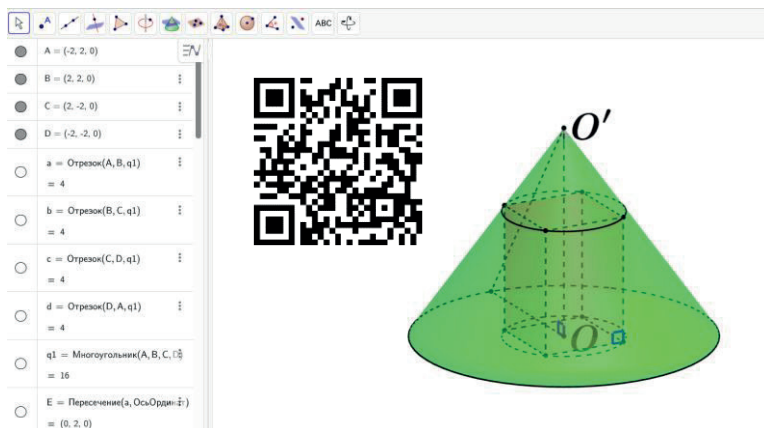 ABC
A = (-2, 2, 0)
B = (2, 2, 0)
C = (2, -2, 0)
D = (-2, -2, 0)
a = Отрезок(A, B, q1)
= 4
b = Отрезок(B, C, q1)
= 4
c = Отрезок(C, D, q1)
= 4
d = Отрезок(D, A, q1)
= 4
q1 = Многоугольник(A, B, C,
= 16
E = Пересечение(a, ОсьОрдинат)
= (0, 2, 0)
O'
O